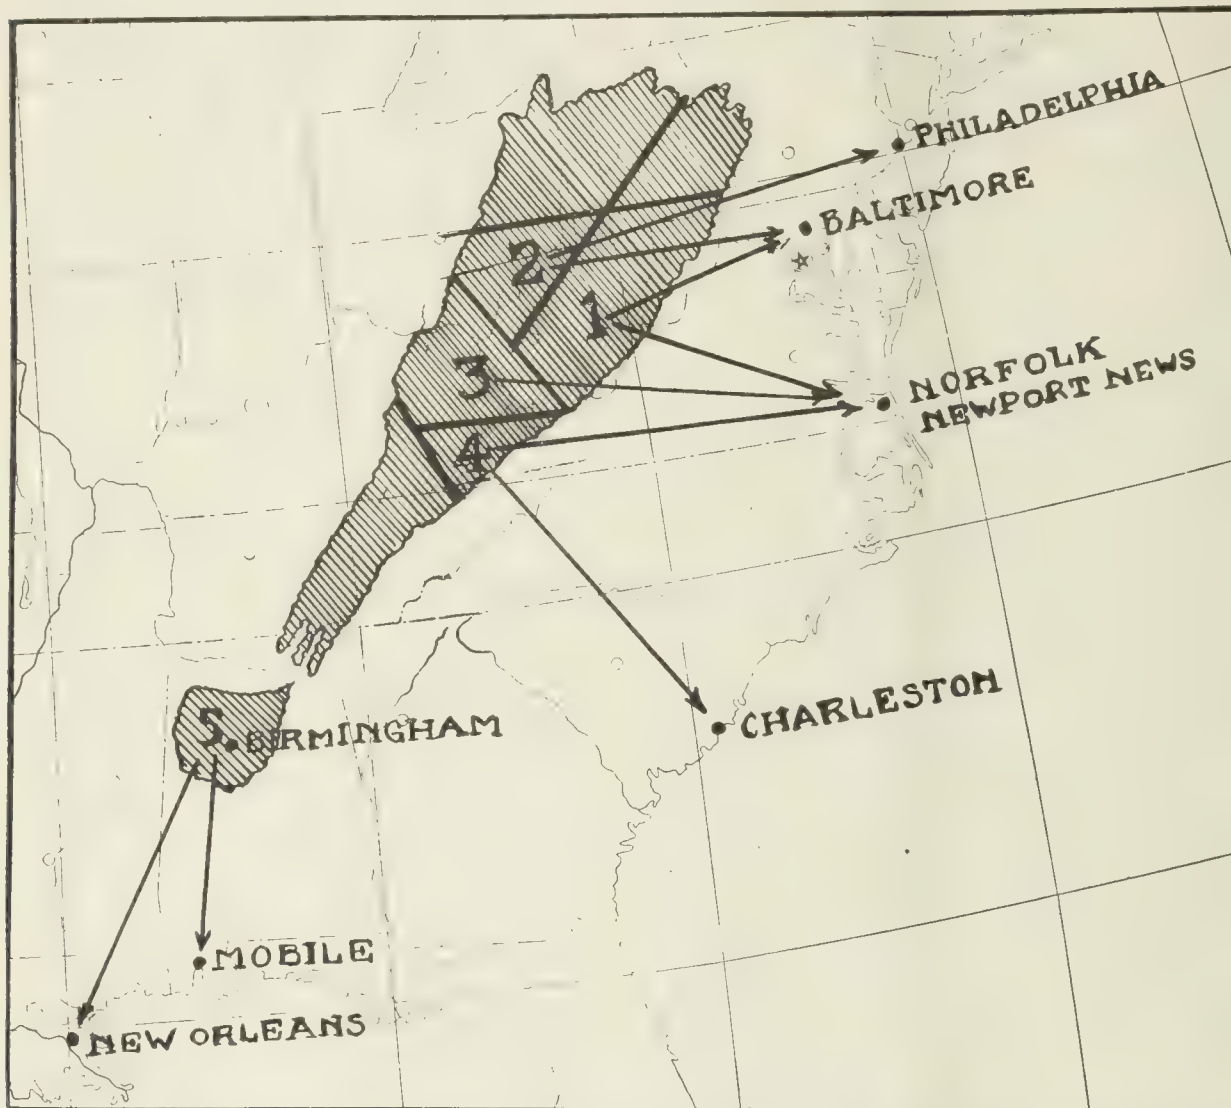 PHILADELPHIA
BALTIMORE
2
1
3
NORFOLK
NEWPORT NEWS
4
CHARLESTON
5
BIRMINGHAM
MOBILE
NEW ORLEANS